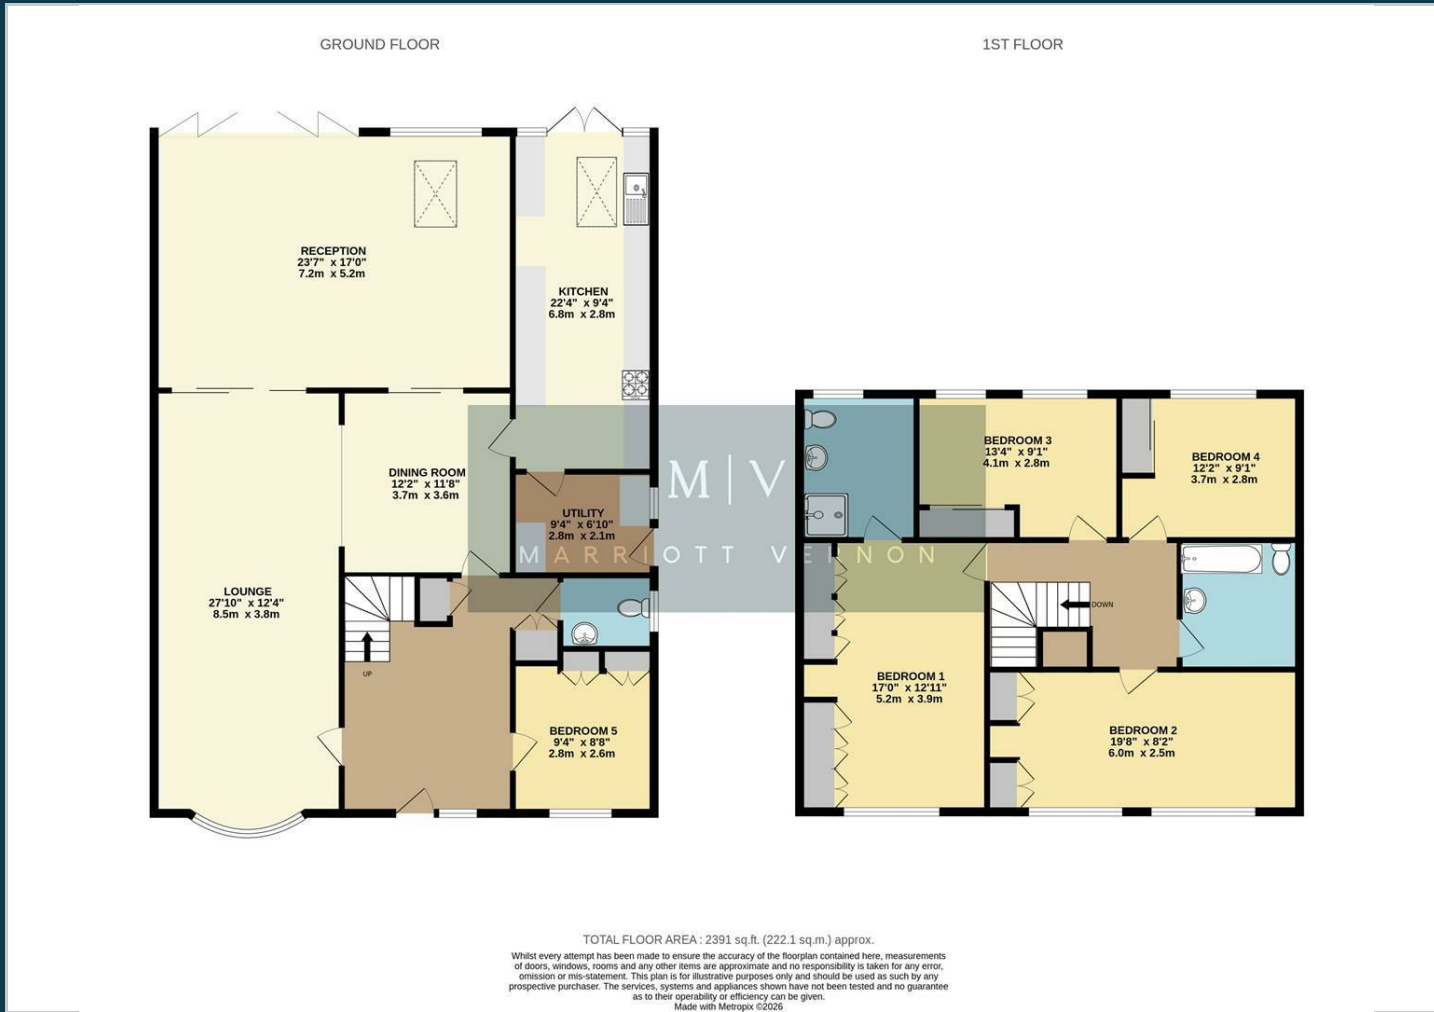 GROUND FLOOR
1ST FLOOR
RECEPTION
23'7" x 17'0"
7.2m x 5.2m
KITCHEN
22'4" x 9'4"
6.8m x 2.8m
DINING ROOM
12'2" x 11'8"
3.7m x 3.6m
UTILITY
9'4" x 6'10"
2.8m x 2.1m
LOUNGE
27'10" x 12'4"
8.5m x 3.8m
UP
BEDROOM 5
9'4" x 8'8"
2.8m x 2.6m
M|V
MARRIOTT VERNON
BEDROOM 3
13'4" x 9'1"
4.1m x 2.8m
BEDROOM 4
12'2" x 9'1"
3.7m x 2.8m
DOWN
BEDROOM 1
17'0" x 12'11"
5.2m x 3.9m
BEDROOM 2
19'8" x 8'2"
6.0m x 2.5m
TOTAL FLOOR AREA : 2391 sq.ft. (222.1 sq.m.) approx.
Whilst every attempt has been made to ensure the accuracy of the floorplan contained here, measurements
of doors, windows, rooms and any other items are approximate and no responsibility is taken for any error,
omission or mis-statement. This plan is for illustrative purposes only and should be used as such by any
prospective purchaser. The services, systems and appliances shown have not been tested and no guarantee
as to their operability or efficiency can be given.
Made with Metropix ©2026